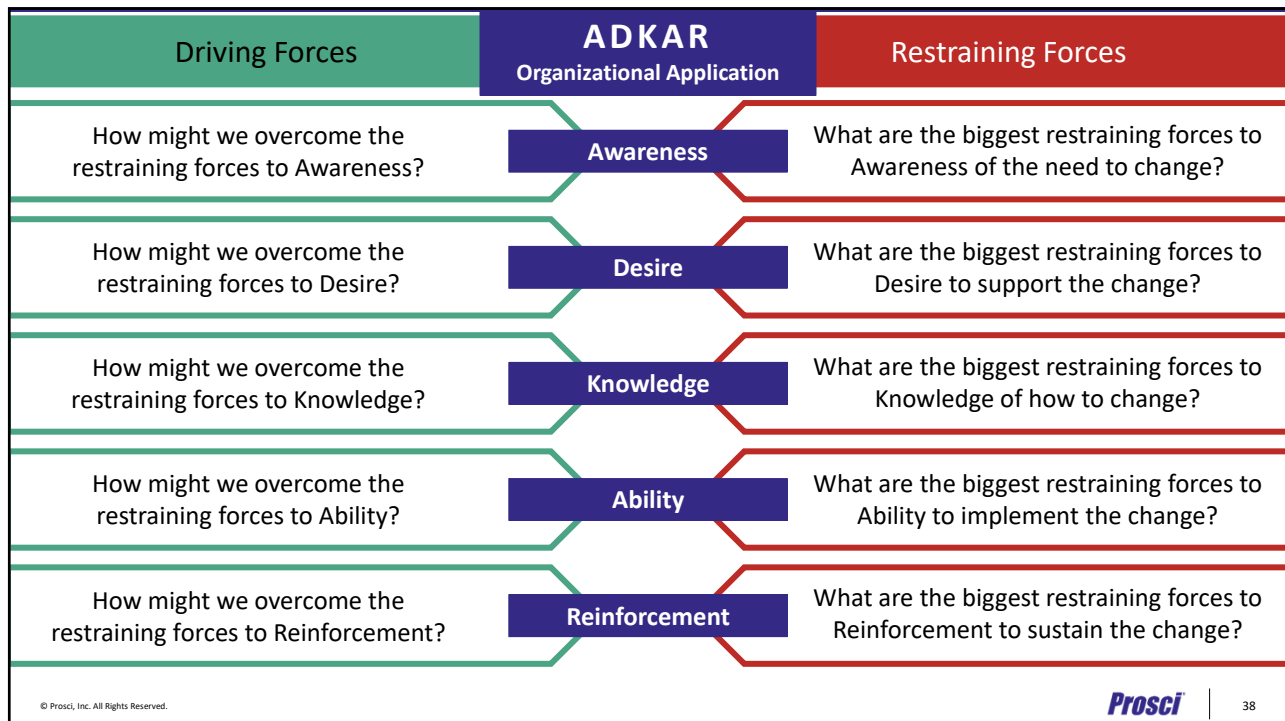 Driving Forces
ADKAR
Organizational Application
Restraining Forces
How might we overcome the
restraining forces to Awareness?
Awareness
What are the biggest restraining forces to
Awareness of the need to change?
How might we overcome the
restraining forces to Desire?
Desire
What are the biggest restraining forces to
Desire to support the change?
How might we overcome the
restraining forces to Knowledge?
Knowledge
What are the biggest restraining forces to
Knowledge of how to change?
How might we overcome the
restraining forces to Ability?
Ability
What are the biggest restraining forces to
Ability to implement the change?
How might we overcome the
restraining forces to Reinforcement?
Reinforcement
What are the biggest restraining forces to
Reinforcement to sustain the change?
© Prosci, Inc. All Rights Reserved.
Prosci
38